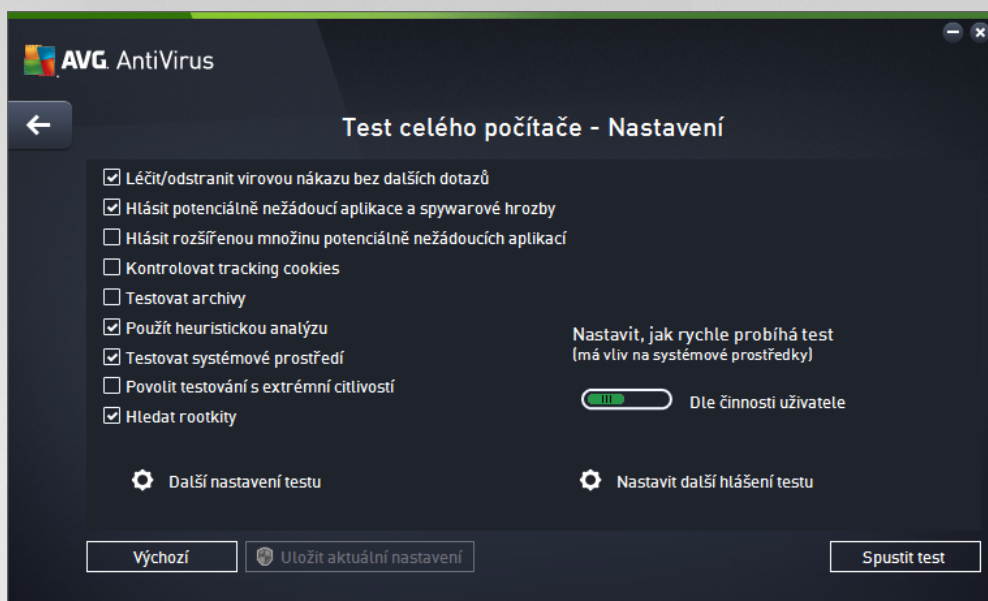 AVG. AntiVirus
Test celého počítače - Nastavení
Léčit/odstranit virovou nákazu bez dalších dotazů
Hlásit potenciálně nežádoucí aplikace a spywarové hrozby
Hlásit rozšířenou množinu potenciálně nežádoucích aplikací
Kontrolovat tracking cookies
Testovat archivy
Použít heuristickou analýzu
Testovat systémové prostředí
Povolit testování s extrémní citlivostí
Hledat rootkity
Nastavit, jak rychle probíhá test
(má vliv na systémové prostředky)
Dle činnosti uživatele
Další nastavení testu
Nastavit další hlášení testu
Výchozí
Uložit aktuální nastavení
Spustit test